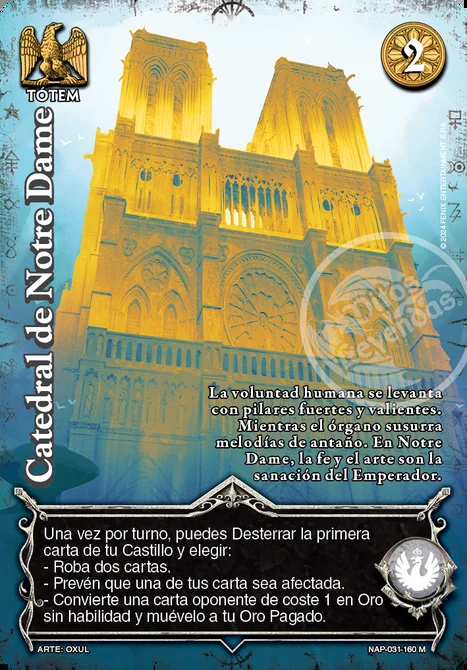 2
TÓTEM
Catedral de Notre Dame
© 2024 FENIX ENTERTAINMENT S.P.A.
Mitos y Leyendas
La voluntad humana se levanta
con pilares fuertes y valientes.
Mientras el órgano susurra
melodías de antaño. En Notre
Dame, la fe y el arte son la
sanación del Emperador.
Una vez por turno, puedes Desterrar la primera
carta de tu Castillo y elegir:
- Roba dos cartas.
- Prevén que una de tus carta sea afectada.
- Convierte una carta oponente de coste 1 en Oro
sin habilidad y muévelo a tu Oro Pagado.
ARTE: OXUL
NAP-031-160 M